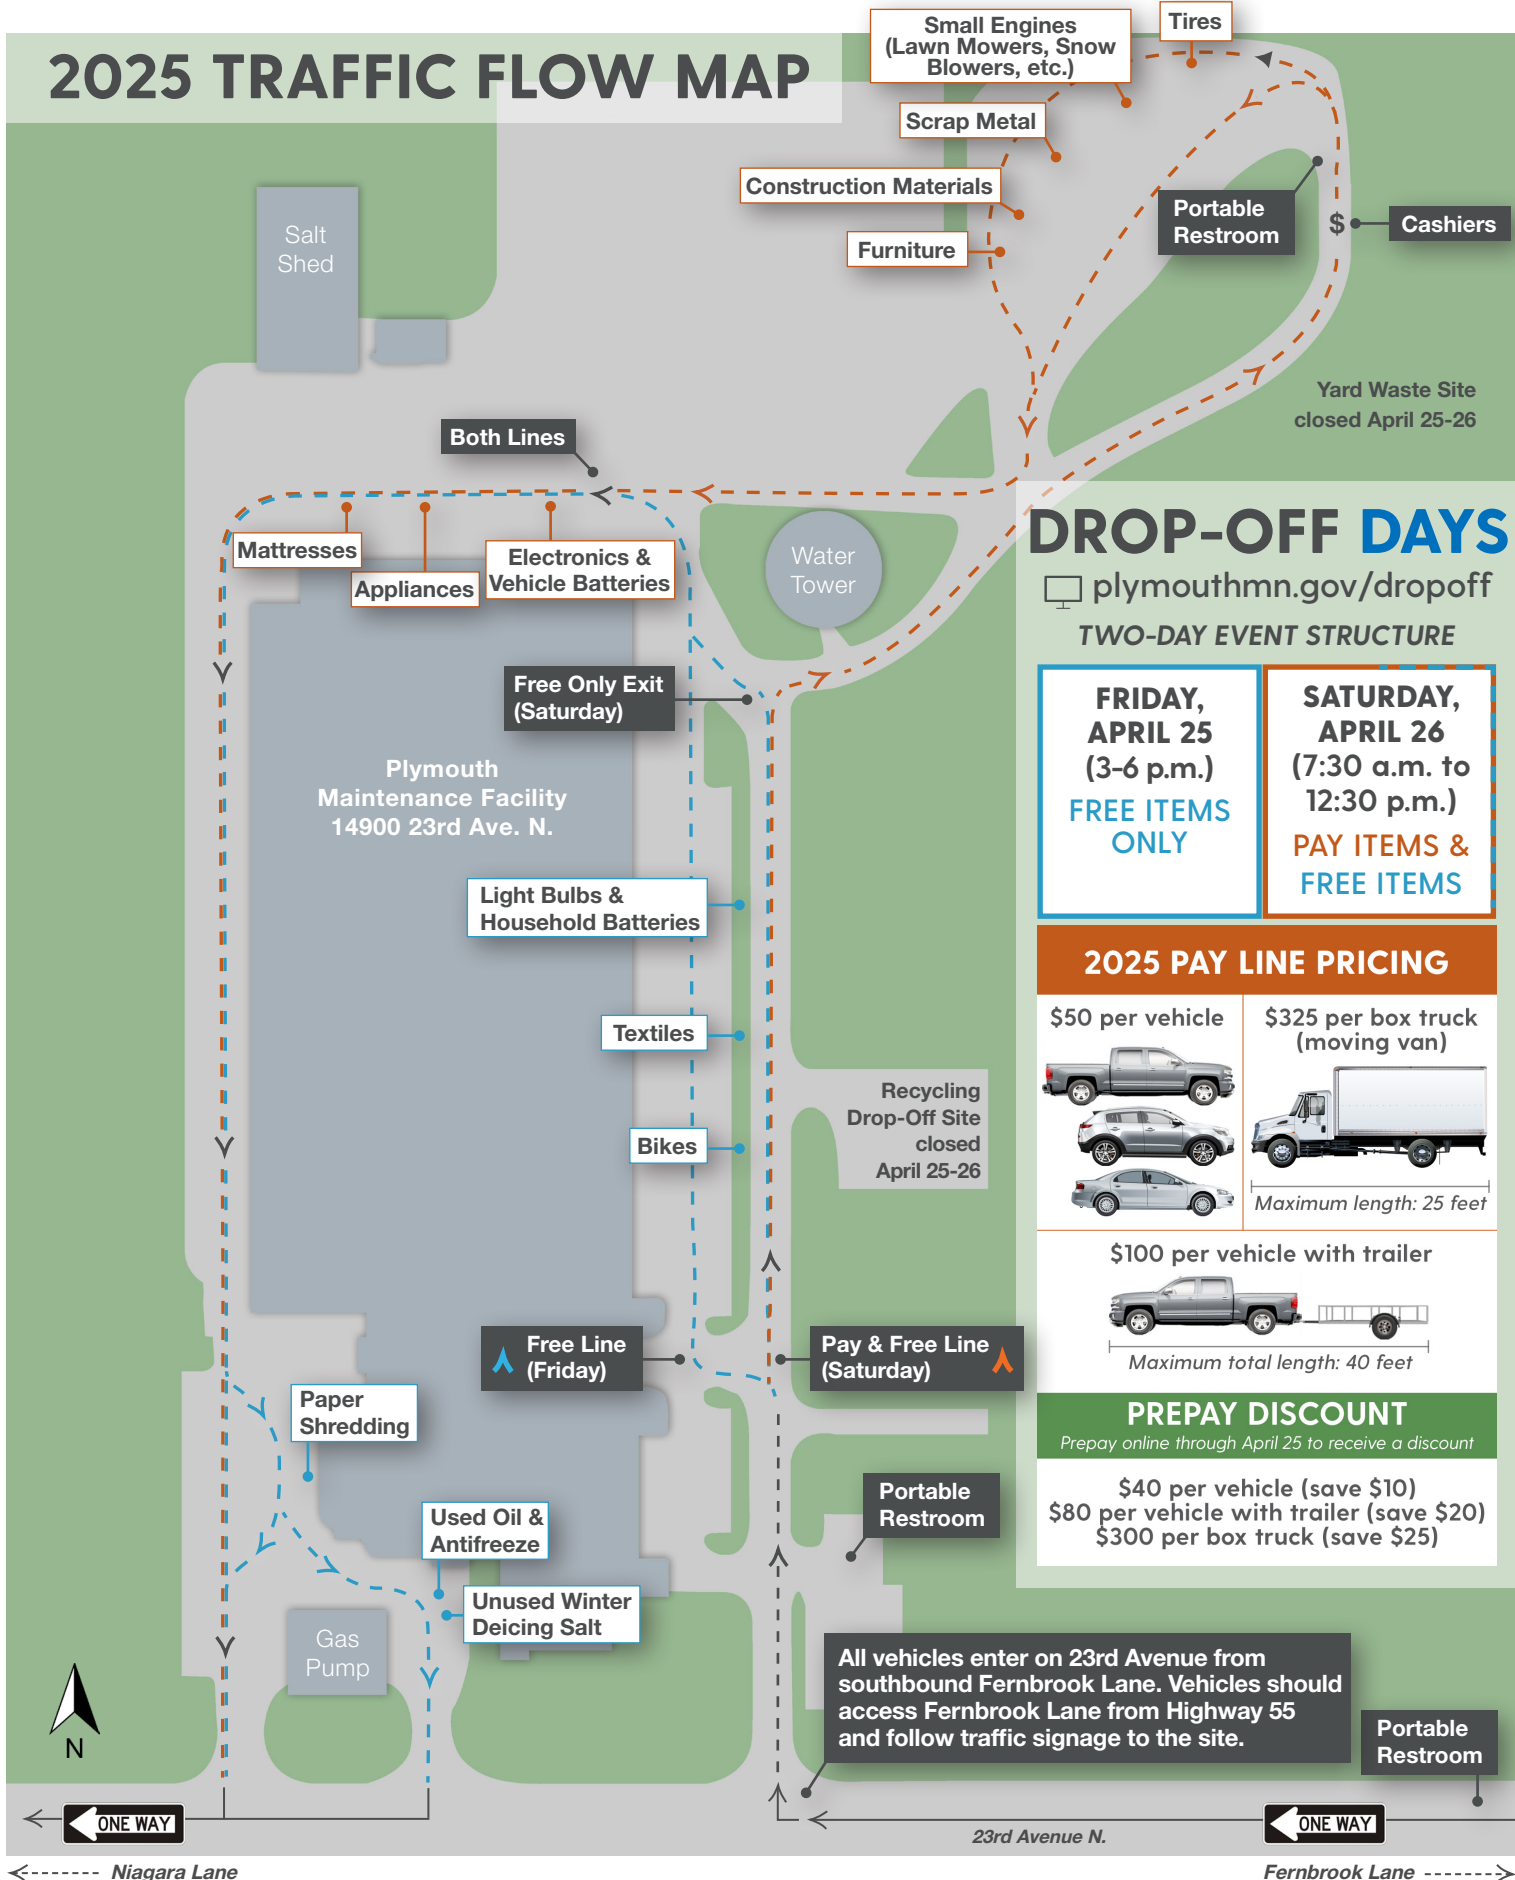 2025 TRAFFIC FLOW MAP
Small Engines
(Lawn Mowers, Snow
Blowers, etc.)
Tires
Scrap Metal
Construction Materials
Furniture
Portable
Restroom
$
Cashiers
Salt
Shed
Yard Waste Site
closed April 25-26
Both Lines
Mattresses
Appliances
Electronics &
Vehicle Batteries
Water
Tower
Free Only Exit
(Saturday)
Plymouth
Maintenance Facility
14900 23rd Ave. N.
Light Bulbs &
Household Batteries
Textiles
Bikes
Recycling
Drop-Off Site
closed
April 25-26
Free Line
(Friday)
Pay & Free Line
(Saturday)
Paper
Shredding
Used Oil &
Antifreeze
Unused Winter
Deicing Salt
Gas
Pump
Portable
Restroom
DROP-OFF DAYS
plymouthmn.gov/dropoff
TWO-DAY EVENT STRUCTURE
FRIDAY,
APRIL 25
(3-6 p.m.)
FREE ITEMS
ONLY
SATURDAY,
APRIL 26
(7:30 a.m. to
12:30 p.m.)
PAY ITEMS &
FREE ITEMS
2025 PAY LINE PRICING
$50 per vehicle
$325 per box truck
(moving van)
Maximum length: 25 feet
$100 per vehicle with trailer
Maximum total length: 40 feet
PREPAY DISCOUNT
Prepay online through April 25 to receive a discount
$40 per vehicle (save $10)
$80 per vehicle with trailer (save $20)
$300 per box truck (save $25)
All vehicles enter on 23rd Avenue from
southbound Fernbrook Lane. Vehicles should
access Fernbrook Lane from Highway 55
and follow traffic signage to the site.
Portable
Restroom
N
ONE WAY
ONE WAY
23rd Avenue N.
Niagara Lane
Fernbrook Lane